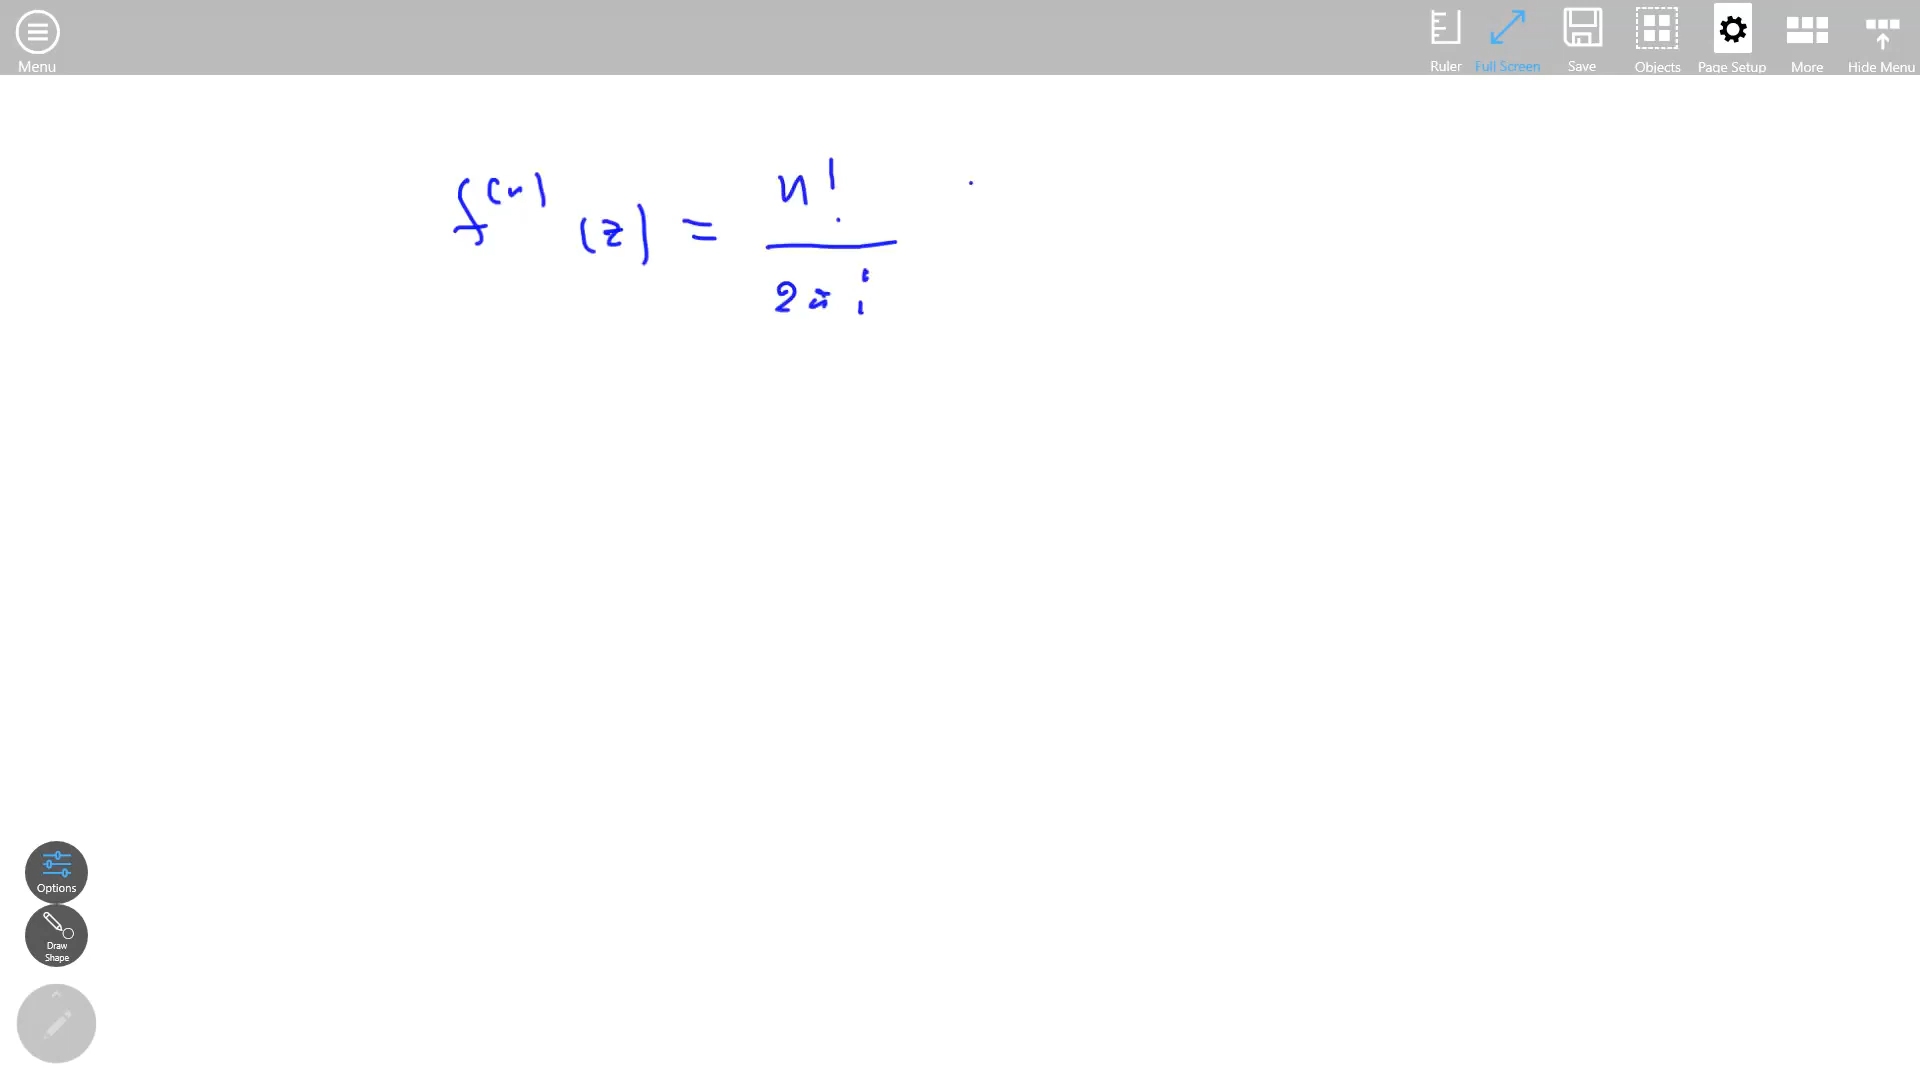 Menu
Ruler Full Screen Save Objects Page Setup More Hide Menu
f^(n) (z) = n! / 2πi
Options
Draw
Shape